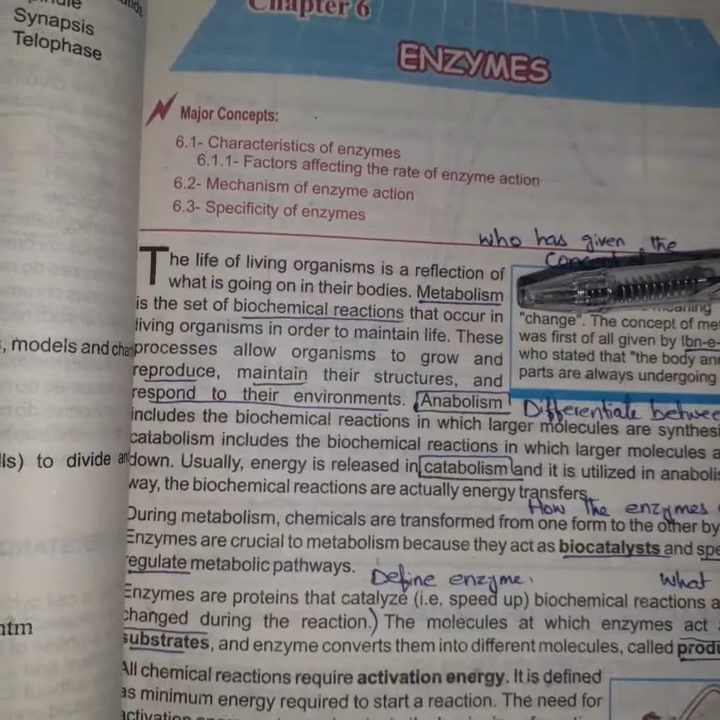 Synapsis
Telophase
Chapter 6
ENZYMES
Major Concepts:
6.1- Characteristics of enzymes
6.1.1- Factors affecting the rate of enzyme action
6.2- Mechanism of enzyme action
6.3- Specificity of enzymes
who has given the
The life of living organisms is a reflection of
what is going on in their bodies. Metabolism
is the set of biochemical reactions that occur in
living organisms in order to maintain life. These
processes allow organisms to grow and
reproduce, maintain their structures, and
respond to their environments. Anabolism
includes the biochemical reactions in which larger molecules are
catabolism includes the biochemical reactions in which larger molecules
down. Usually, energy is released in catabolism and it is utilized in
way, the biochemical reactions are actually energy transfers.
"change". The concept of
was first of all given by Ibn-e-
who stated that "the body
parts are always undergoing
Differentiate
, models and
to divide
How the enzymes
During metabolism, chemicals are transformed from one form to the other by
Enzymes are crucial to metabolism because they act as biocatalysts and
regulate metabolic pathways.
Define enzyme.
what
Enzymes are proteins that catalyze (i.e. speed up) biochemical reactions
changed during the reaction.) The molecules at which enzymes act
substrates, and enzyme converts them into different molecules, called
All chemical reactions require activation energy. It is defined
as minimum energy required to start a reaction. The need for